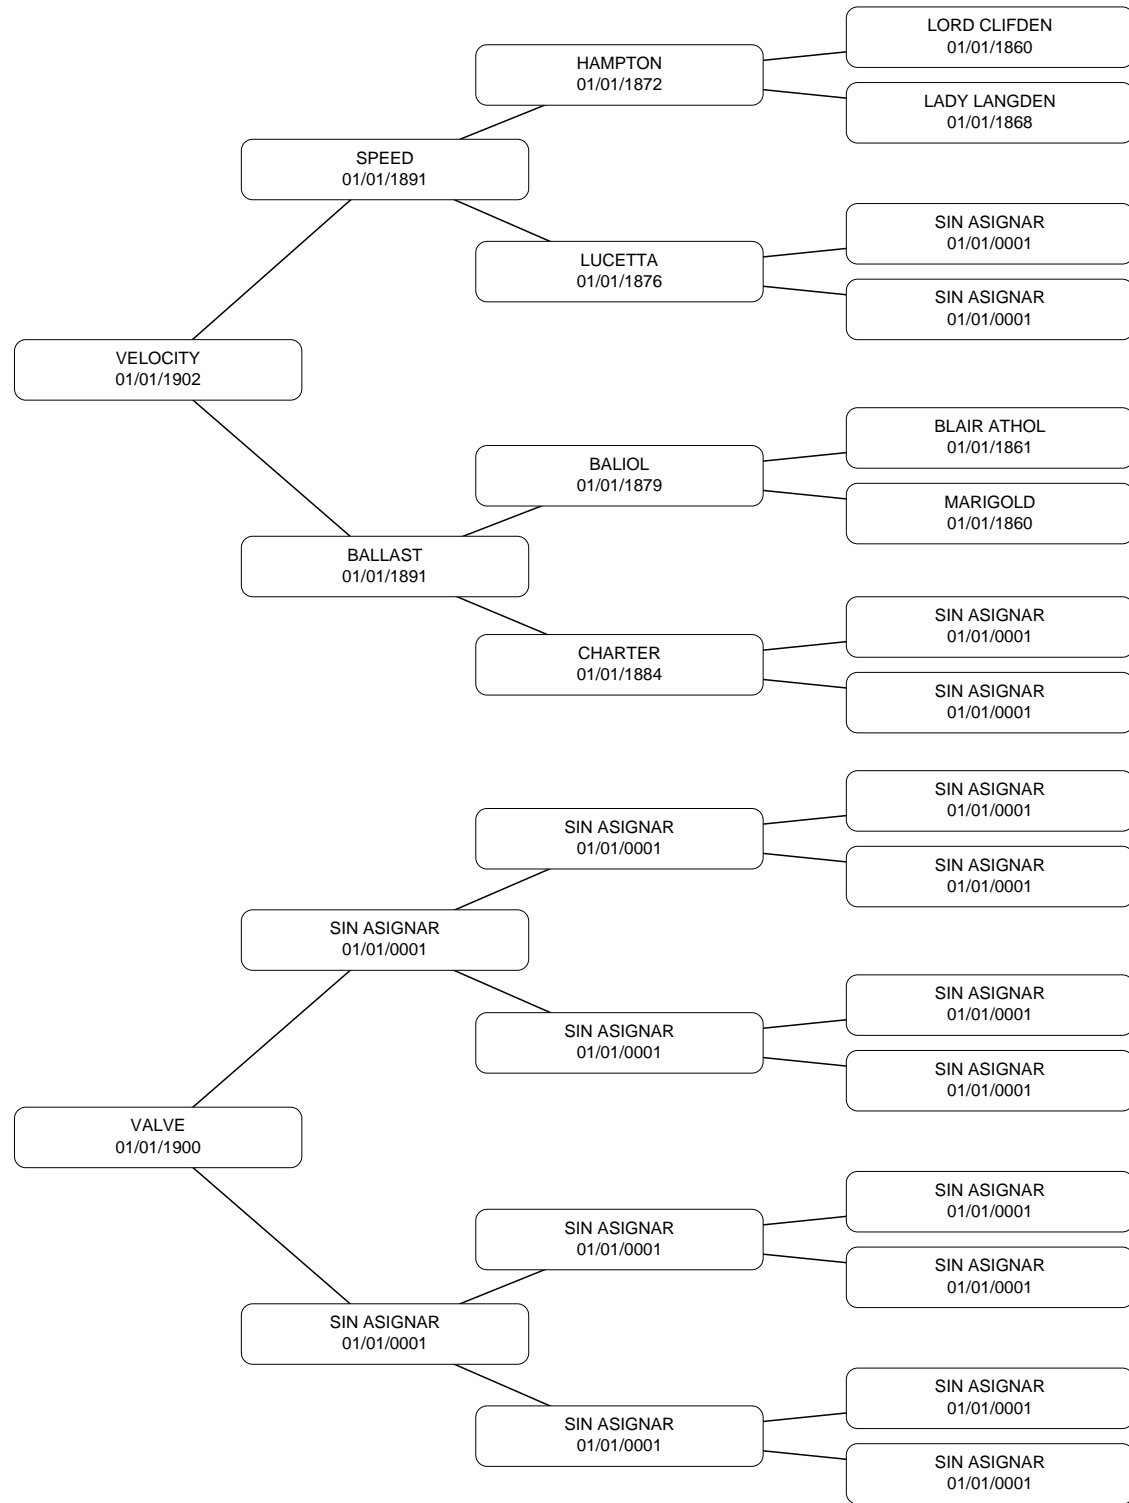 LORD CLIFDEN
01/01/1860
HAMPTON
01/01/1872
LADY LANGDEN
01/01/1868
SPEED
01/01/1891
SIN ASIGNAR
01/01/0001
LUCETTA
01/01/1876
SIN ASIGNAR
01/01/0001
VELOCITY
01/01/1902
BLAIR ATHOL
01/01/1861
BALIOL
01/01/1879
MARIGOLD
01/01/1860
BALLAST
01/01/1891
SIN ASIGNAR
01/01/0001
CHARTER
01/01/1884
SIN ASIGNAR
01/01/0001
SIN ASIGNAR
01/01/0001
SIN ASIGNAR
01/01/0001
SIN ASIGNAR
01/01/0001
SIN ASIGNAR
01/01/0001
SIN ASIGNAR
01/01/0001
SIN ASIGNAR
01/01/0001
SIN ASIGNAR
01/01/0001
VALVE
01/01/1900
SIN ASIGNAR
01/01/0001
SIN ASIGNAR
01/01/0001
SIN ASIGNAR
01/01/0001
SIN ASIGNAR
01/01/0001
SIN ASIGNAR
01/01/0001
SIN ASIGNAR
01/01/0001
SIN ASIGNAR
01/01/0001